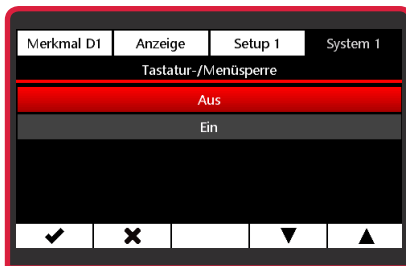 Merkmal D1 Anzeige Setup 1 System 1
Tastatur-/Menüsperre
Aus
Ein